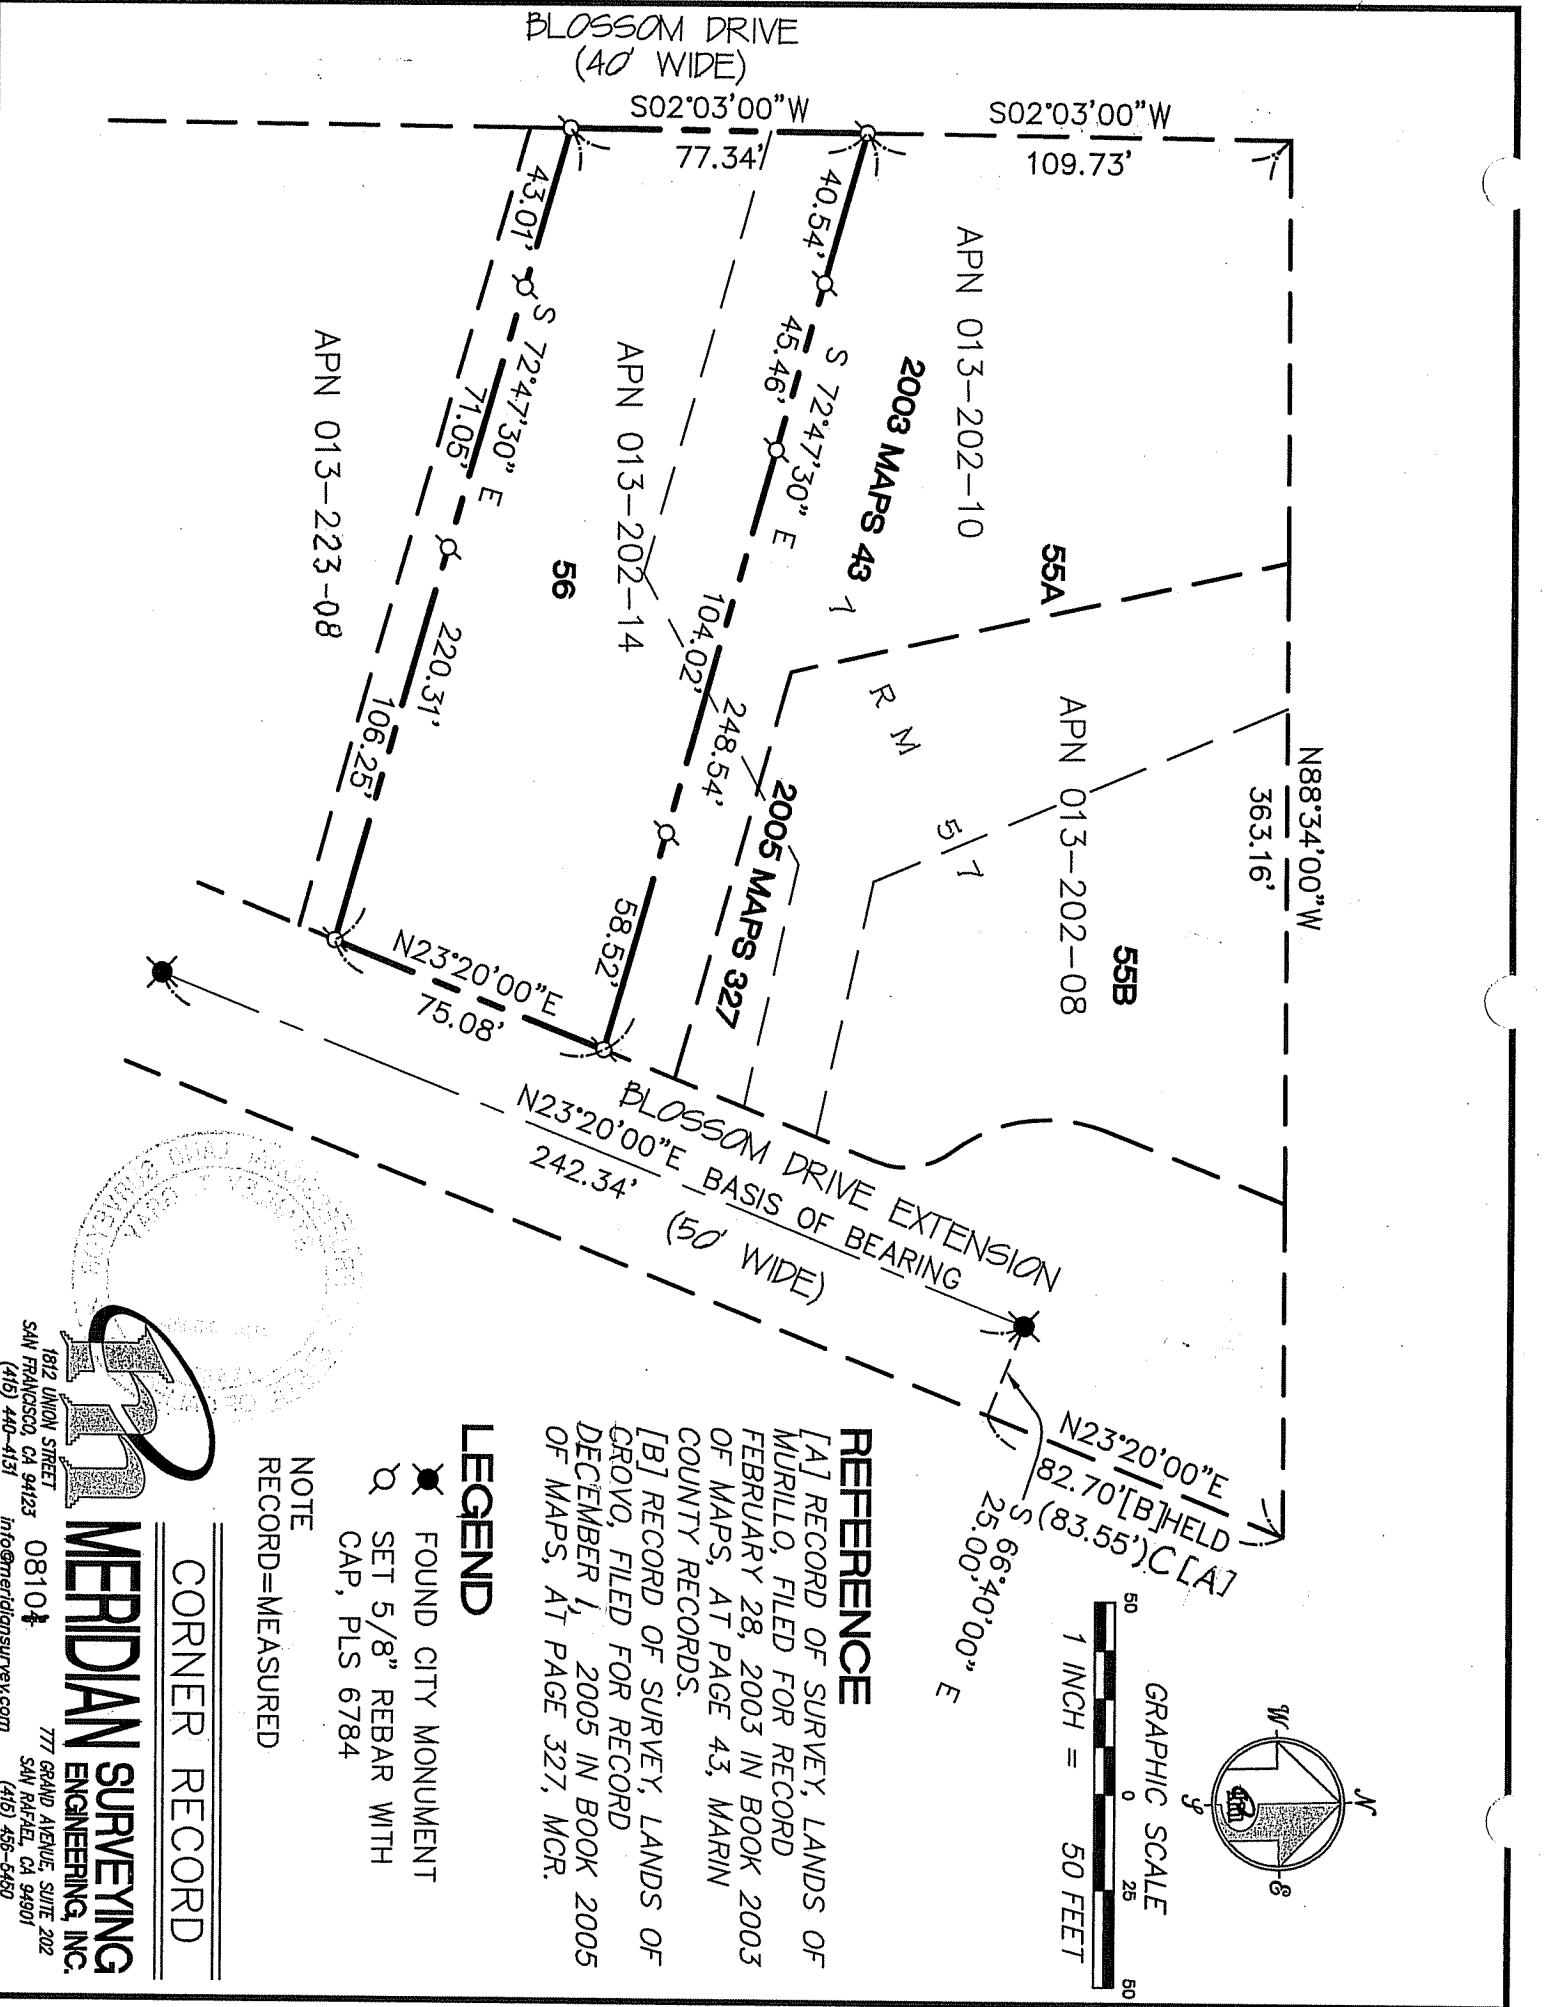 BLOSSOM DRIVE
(40' WIDE)
S02°03'00"W
77.34'
S02°03'00"W
109.73'
N88°34'00"W
363.16'
APN 013-202-10
55A
2003 MAPS 43
40.54'
45.46'
S 72°47'30" E
104.02'
248.54'
58.52'
APN 013-202-08
55B
7 R M 57
2005 MAPS 327
APN 013-202-14
56
43.01'
S 72°47'30" E
71.05'
220.31'
106.25'
APN 013-223-08
N23°20'00"E
75.08'
BLOSSOM DRIVE EXTENSION
N23°20'00"E BASIS OF BEARING
242.34'
(50' WIDE)
N23°20'00"E
82.70'[B]HELD
(83.55')C[A]
S 66°40'00" E
25.00'
N
W
E
S
GRAPHIC SCALE
50 0 25 50
1 INCH = 50 FEET
REFERENCE
[A] RECORD OF SURVEY, LANDS OF
MURILLO, FILED FOR RECORD
FEBRUARY 28, 2003 IN BOOK 2003
OF MAPS, AT PAGE 43, MARIN
COUNTY RECORDS.
[B] RECORD OF SURVEY, LANDS OF
CROVO, FILED FOR RECORD
DECEMBER 1, 2005 IN BOOK 2005
OF MAPS, AT PAGE 327, MCR.
LEGEND
FOUND CITY MONUMENT
SET 5/8" REBAR WITH
CAP, PLS 6784
NOTE
RECORD=MEASURED
CORNER RECORD
MERIDIAN SURVEYING
ENGINEERING, INC.
1812 UNION STREET
SAN FRANCISCO, CA 94123
(415) 440-4131
08104
info@meridiansurvey.com
777 GRAND AVENUE, SUITE 202
SAN RAFAEL, CA 94901
(415) 456-5450